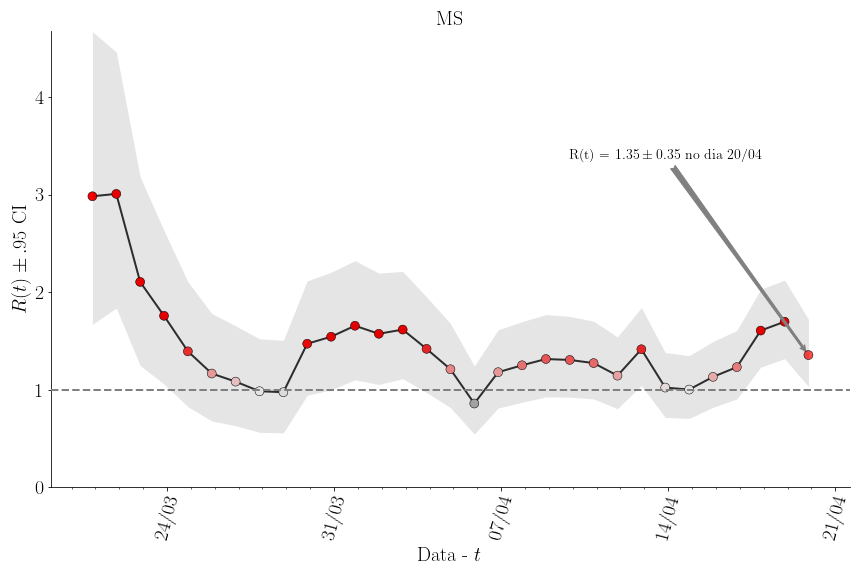 MS
R(t) ± .95 CI
4
3
2
1
0
R(t) = 1.35 ± 0.35 no dia 20/04
24/03
31/03
07/04
14/04
21/04
Data - t